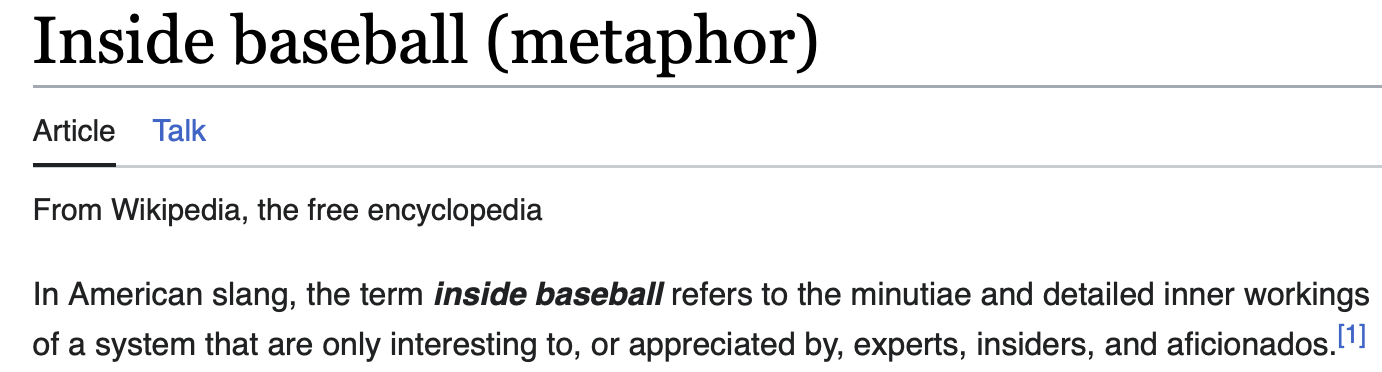 Inside baseball (metaphor)
Article Talk
From Wikipedia, the free encyclopedia
In American slang, the term inside baseball refers to the minutiae and detailed inner workings
of a system that are only interesting to, or appreciated by, experts, insiders, and aficionados.[1]